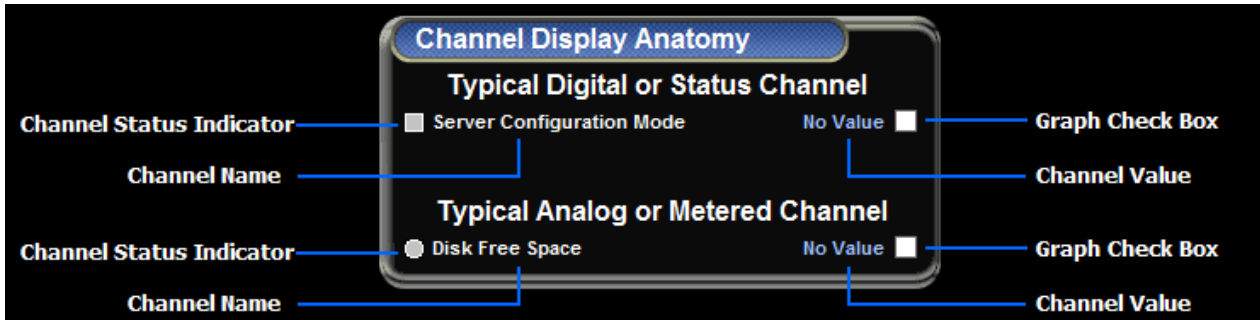 Channel Display Anatomy
Typical Digital or Status Channel
Channel Status Indicator
Server Configuration Mode
No Value
Graph Check Box
Channel Name
Channel Value
Typical Analog or Metered Channel
Channel Status Indicator
Disk Free Space
No Value
Graph Check Box
Channel Name
Channel Value